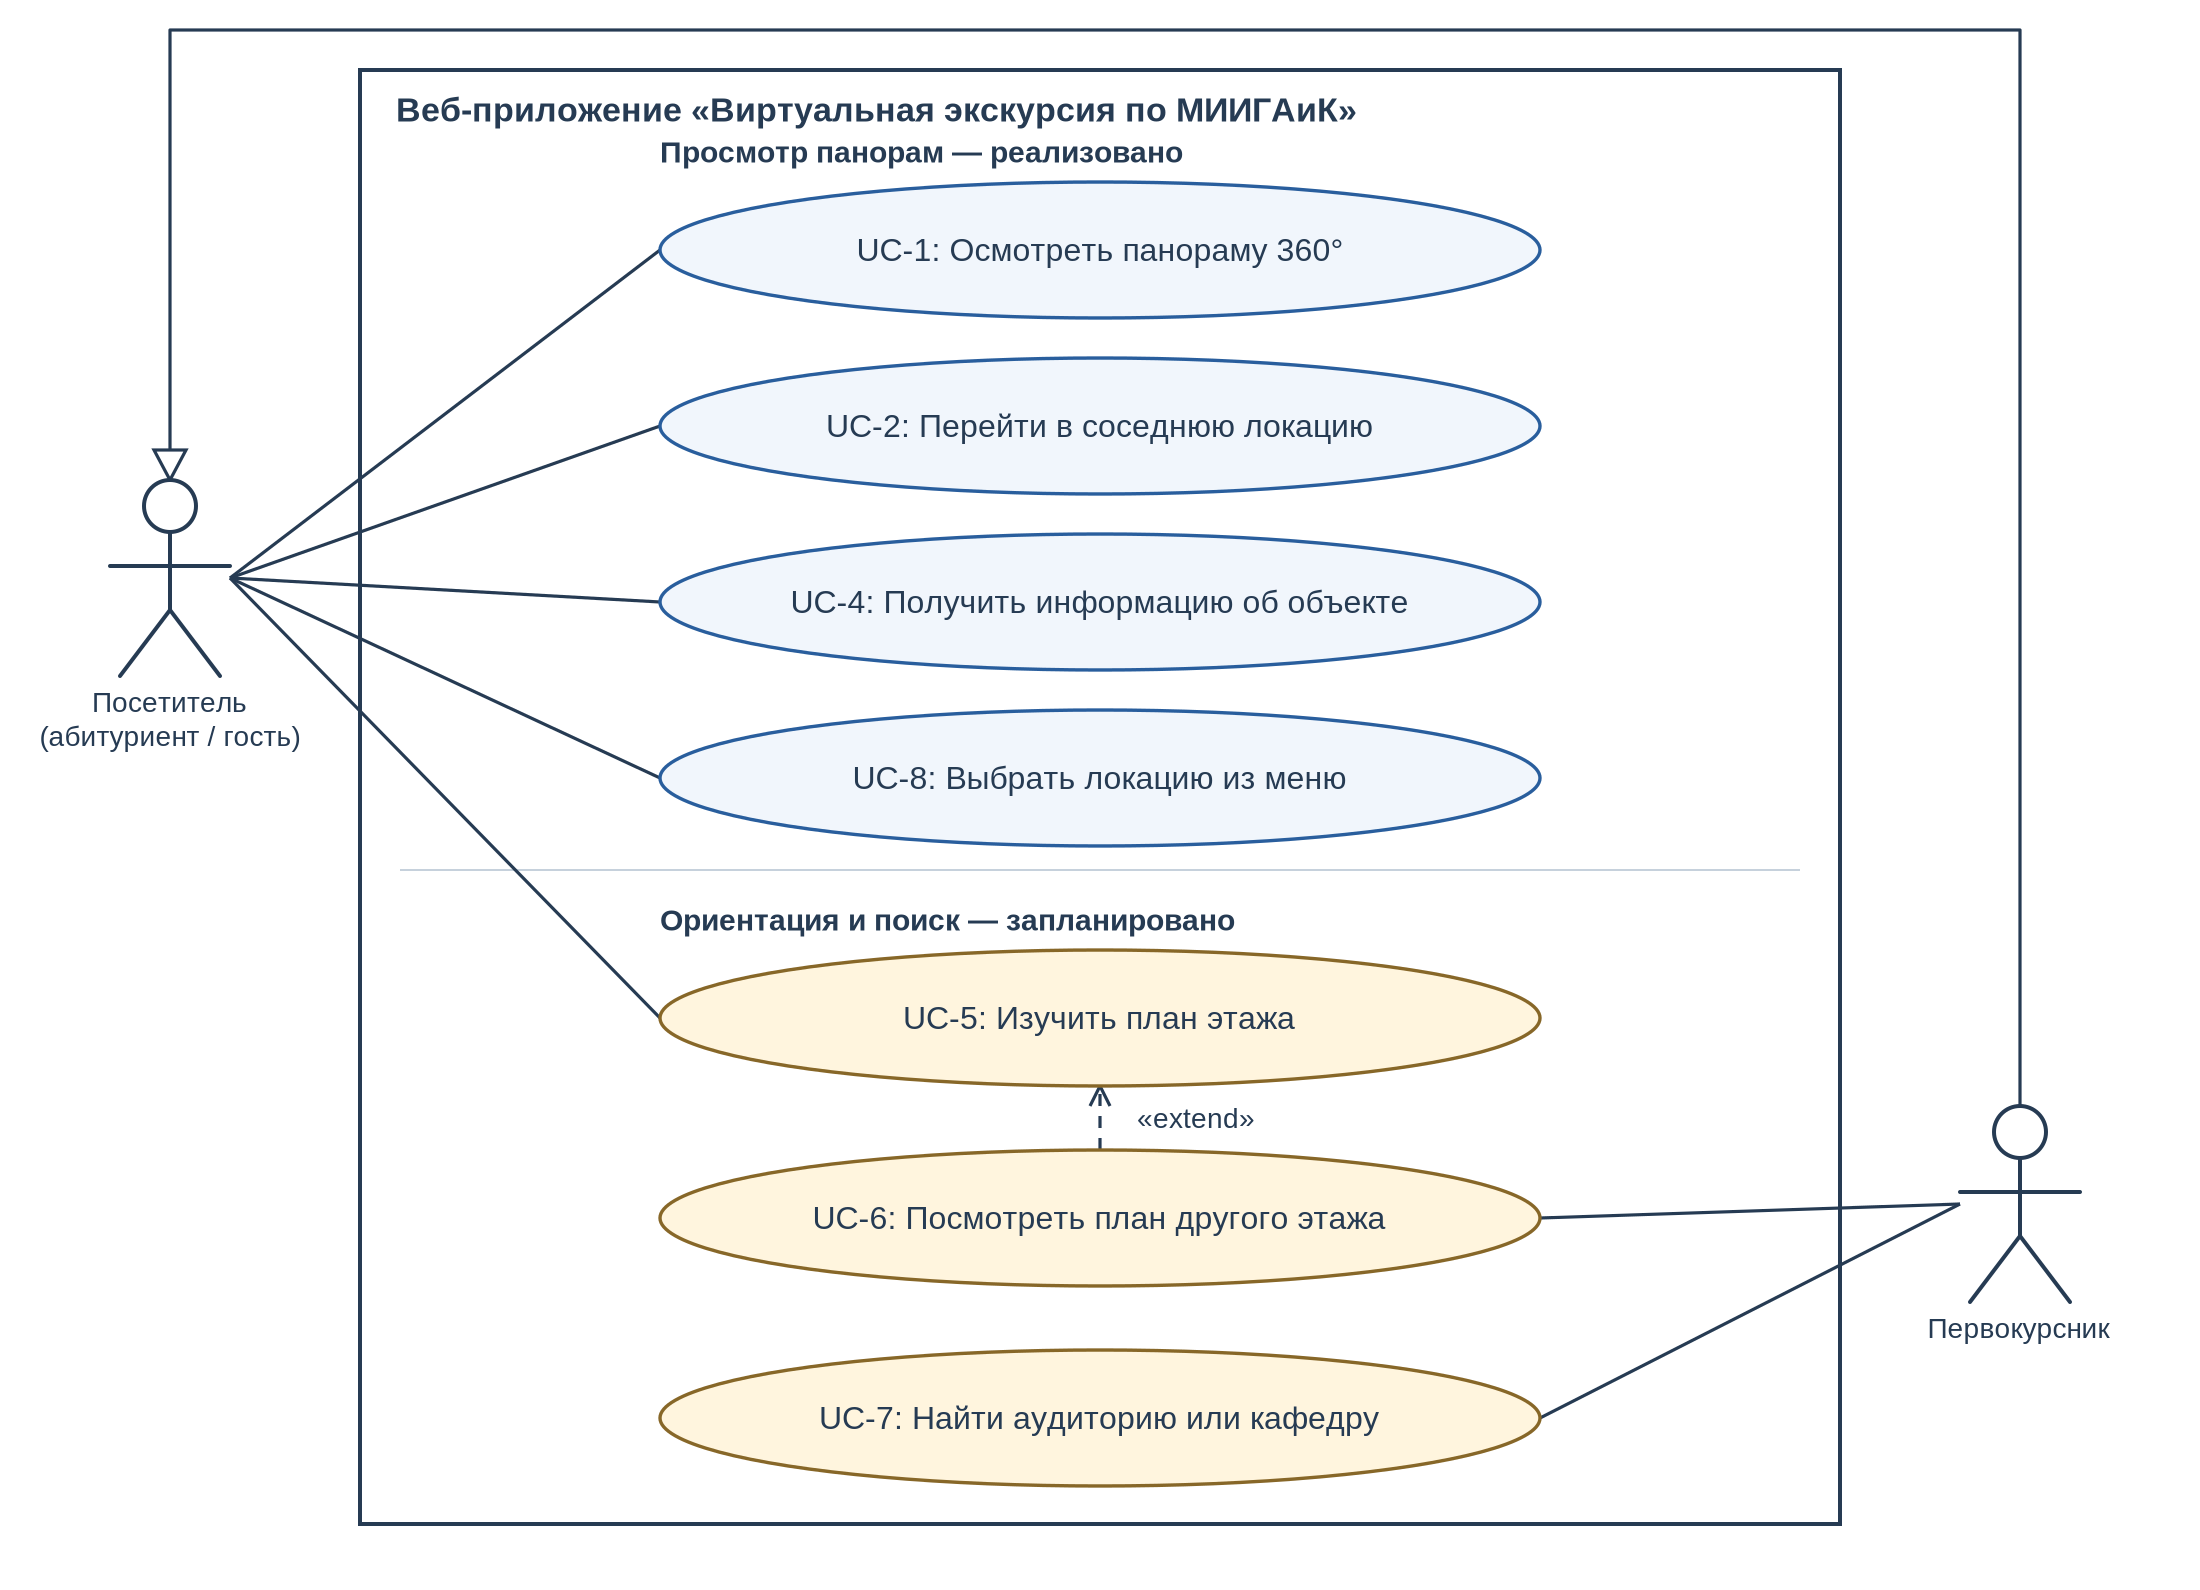 Веб-приложение «Виртуальная экскурсия по МИИГАиК»
Просмотр панорам — реализовано
UC-1: Осмотреть панораму 360°
UC-2: Перейти в соседнюю локацию
UC-4: Получить информацию об объекте
Посетитель
(абитуриент / гость)
UC-8: Выбрать локацию из меню
Ориентация и поиск — запланировано
UC-5: Изучить план этажа
«extend»
UC-6: Посмотреть план другого этажа
Первокурсник
UC-7: Найти аудиторию или кафедру